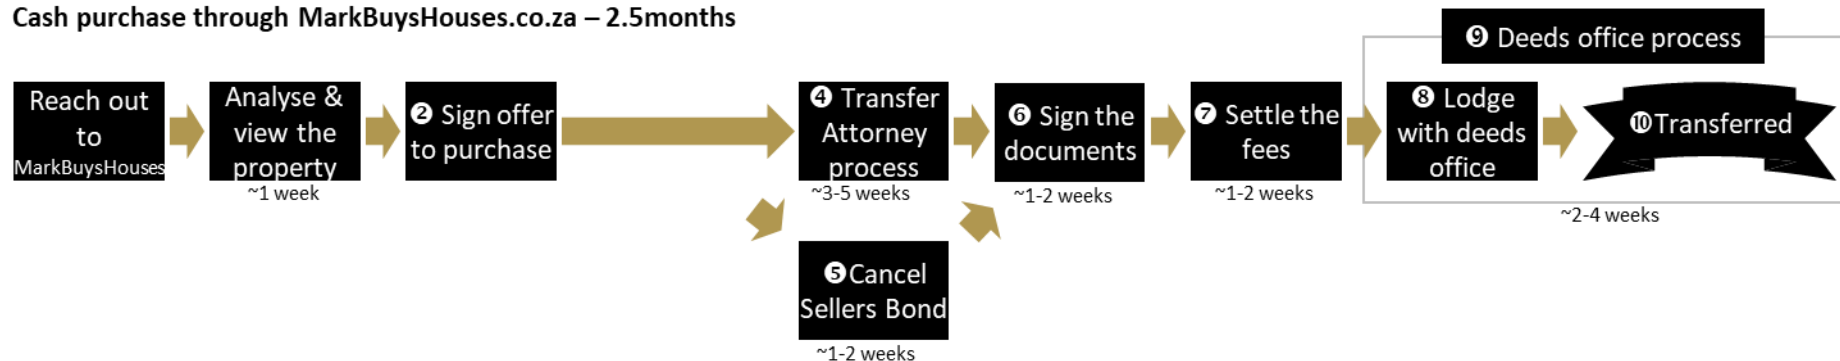 Cash purchase through MarkBuysHouses.co.za – 2.5months
❾ Deeds office process
Reach out
to
MarkBuysHouses
Analyse &
view the
property
~1 week
❷ Sign offer
to purchase
❹ Transfer
Attorney
process
~3-5 weeks
❺Cancel
Sellers Bond
~1-2 weeks
❻ Sign the
documents
~1-2 weeks
❼ Settle the
fees
~1-2 weeks
❽ Lodge
with deeds
office
❿Transferred
~2-4 weeks